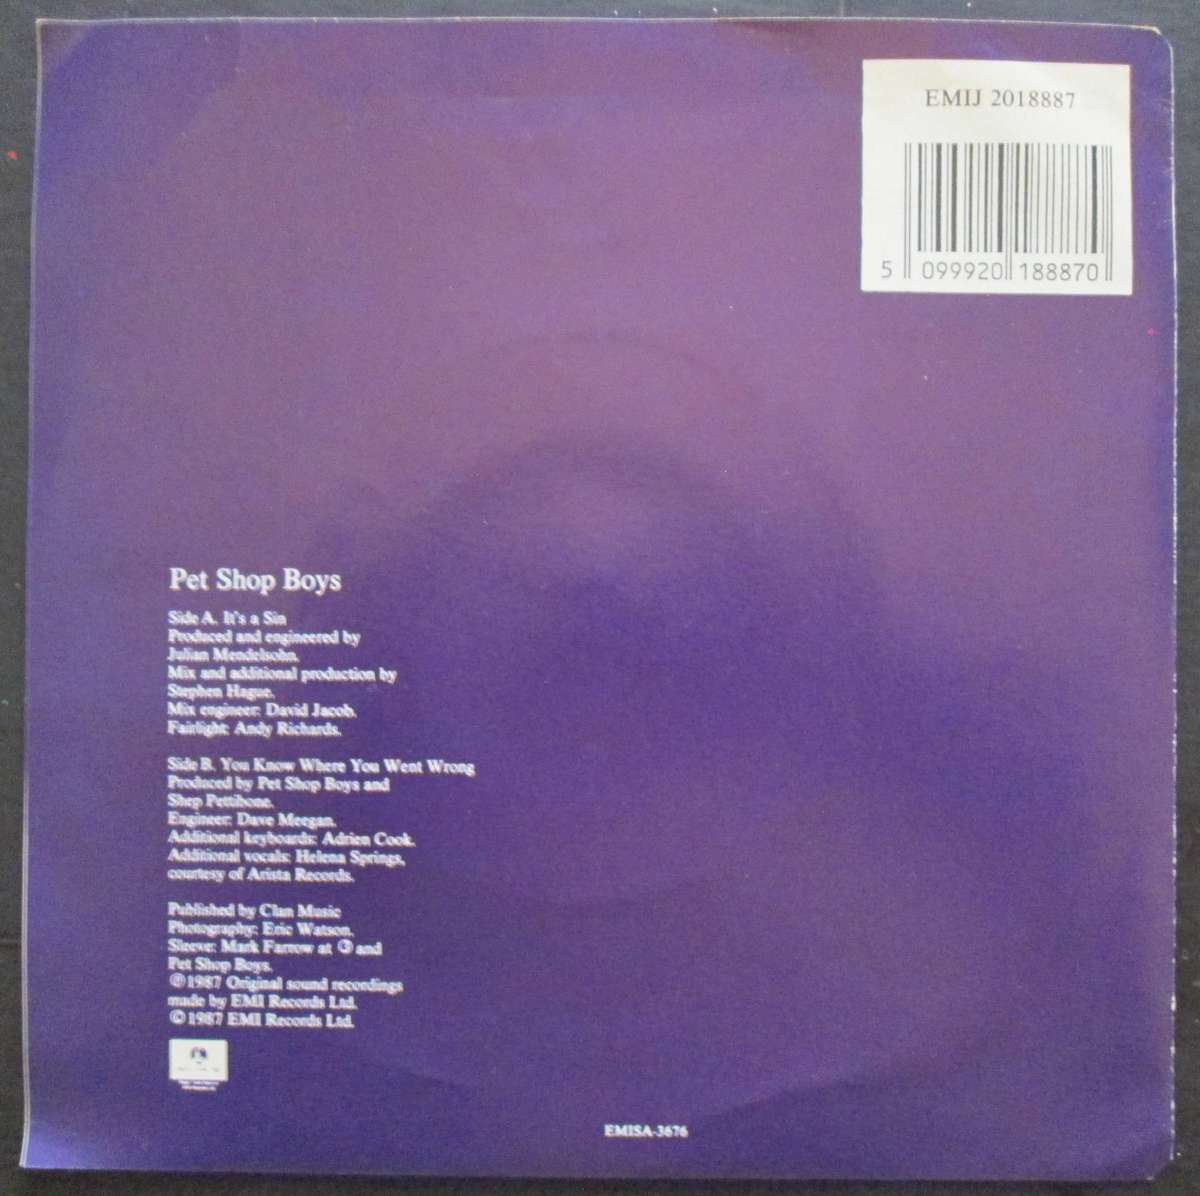 EMIJ 2018887
5 099920 188870
Pet Shop Boys
Side A. It's a Sin
Produced and engineered by
Julian Mendelsohn.
Mix and additional production by
Stephen Hague.
Mix engineer: David Jacob.
Fairlight: Andy Richards.
Side B. You Know Where You Went Wrong
Produced by Pet Shop Boys and
Shep Pettibone.
Engineer: Dave Meegan.
Additional keyboards: Adrien Cook.
Additional vocals: Helena Springs,
courtesy of Arista Records.
Published by Clan Music
Photography: Eric Watson.
Sleeve: Mark Farrow at ③ and
Pet Shop Boys.
℗ 1987 Original sound recordings
made by EMI Records Ltd.
© 1987 EMI Records Ltd.
EMISA-3676